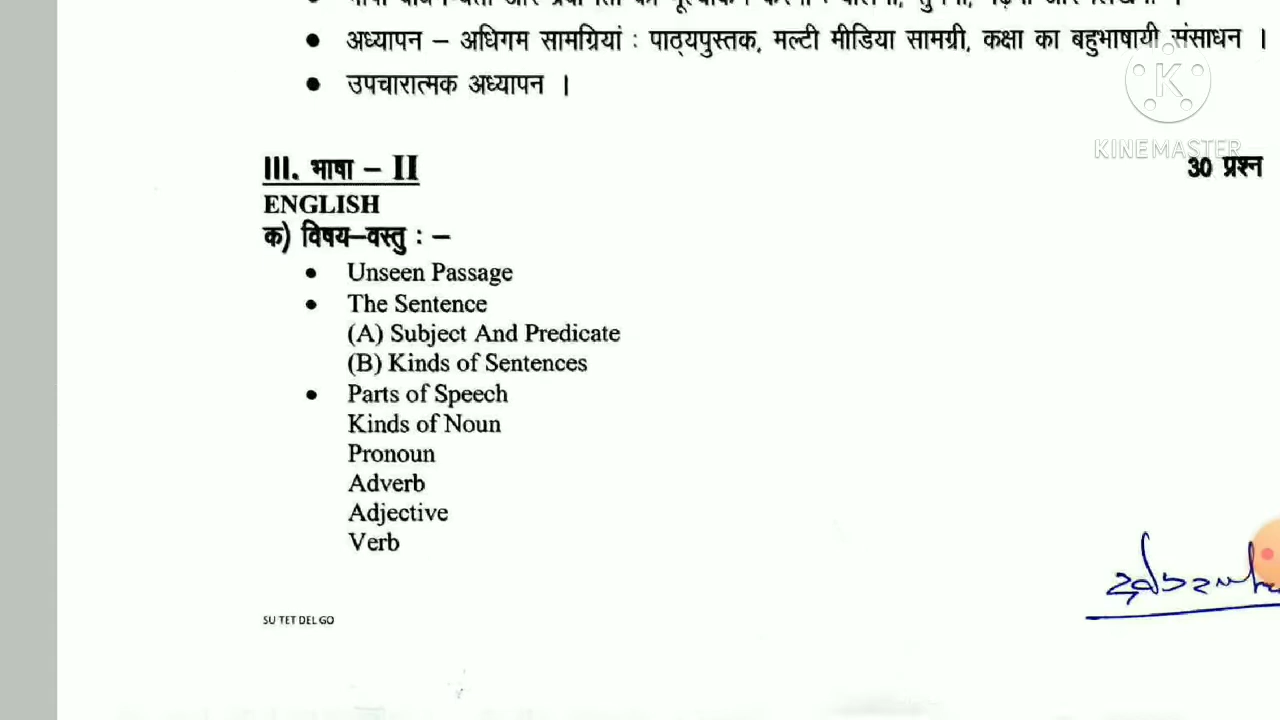 • अध्यापन – अधिगम सामग्रियां : पाठ्यपुस्तक, मल्टी मीडिया सामग्री, कक्षा का बहुभाषायी संसाधन ।
• उपचारात्मक अध्यापन ।
KINEMASTER
III. भाषा – II 30 प्रश्न
ENGLISH
क) विषय–वस्तु : –
• Unseen Passage
• The Sentence
(A) Subject And Predicate
(B) Kinds of Sentences
• Parts of Speech
Kinds of Noun
Pronoun
Adverb
Adjective
Verb
SU TET DEL GO